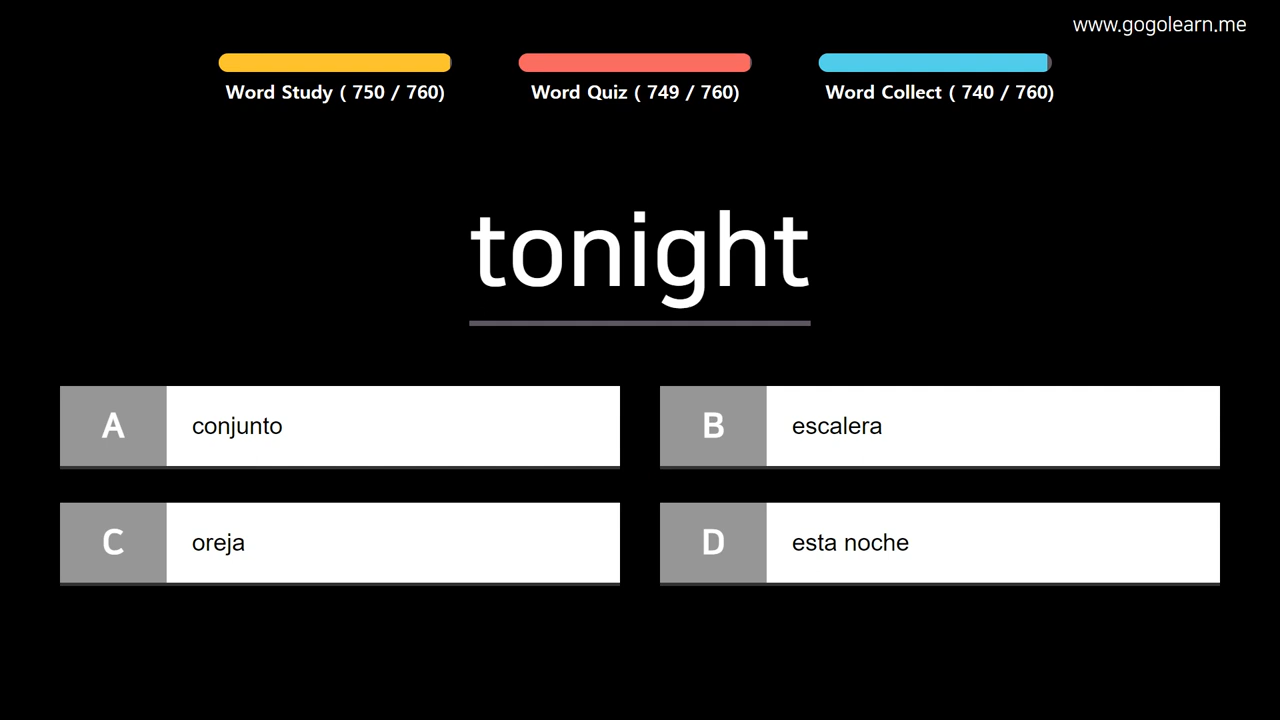 www.gogolearn.me
Word Study ( 750 / 760)
Word Quiz ( 749 / 760)
Word Collect ( 740 / 760)
tonight
A conjunto
B escalera
C oreja
D esta noche